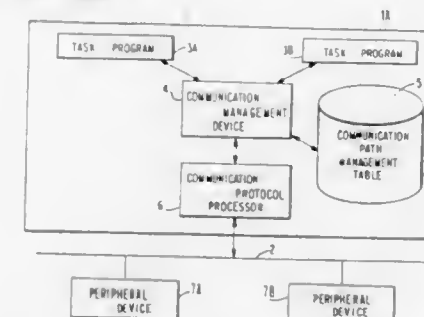 1A
TASK PROGRAM
3A
3B
TASK PROGRAM
4
COMMUNICATION
MANAGEMENT
DEVICE
5
COMMUNICATION
PATH
MANAGEMENT
TABLE
COMMUNICATION
PROTOCOL
PROCESSOR
6
2
PERIPHERAL
DEVICE
7A
PERIPHERAL
DEVICE
7B